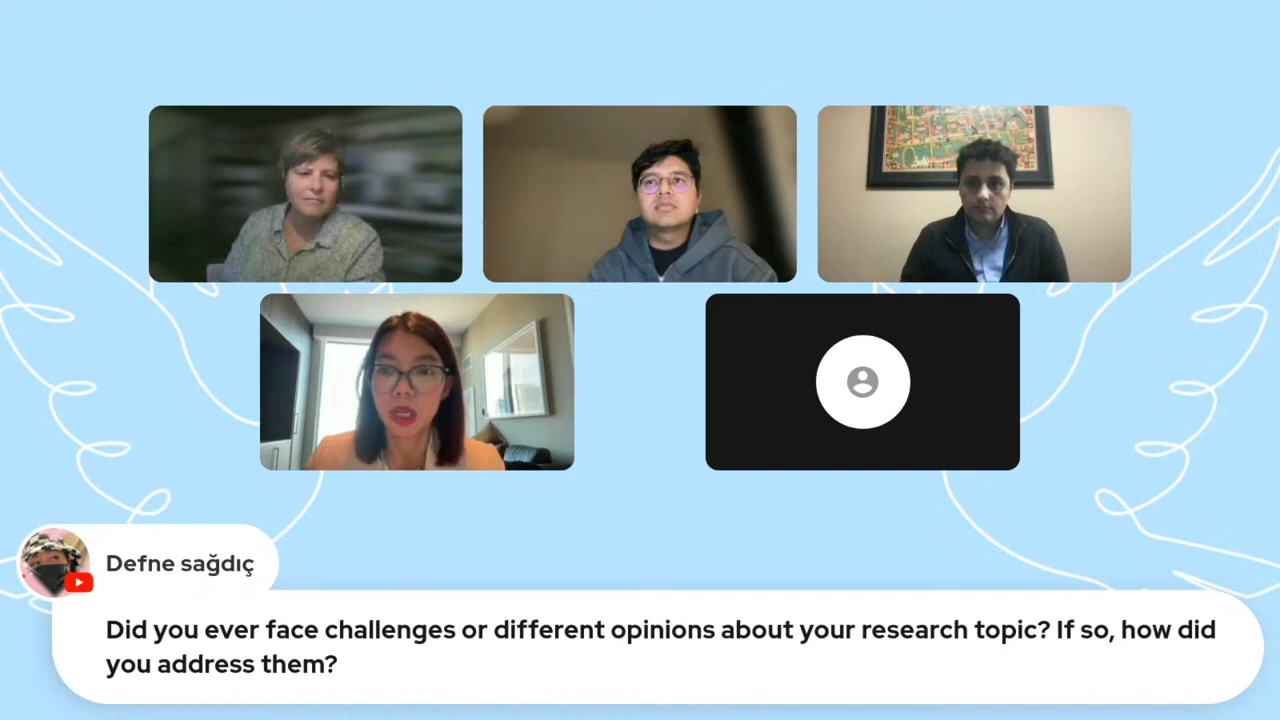 Defne sağdıç
Did you ever face challenges or different opinions about your research topic? If so, how did
you address them?